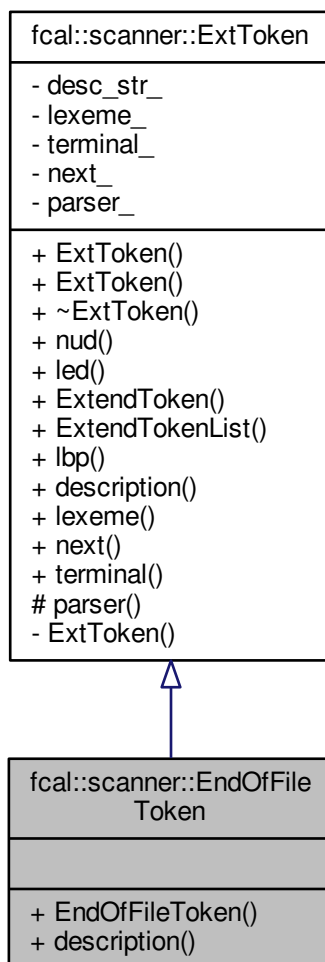 fcal::scanner::ExtToken
- desc_str_
- lexeme_
- terminal_
- next_
- parser_
+ ExtToken()
+ ExtToken()
+ ~ExtToken()
+ nud()
+ led()
+ ExtendToken()
+ ExtendTokenList()
+ lbp()
+ description()
+ lexeme()
+ next()
+ terminal()
# parser()
- ExtToken()
fcal::scanner::EndOfFile
Token
+ EndOfFileToken()
+ description()